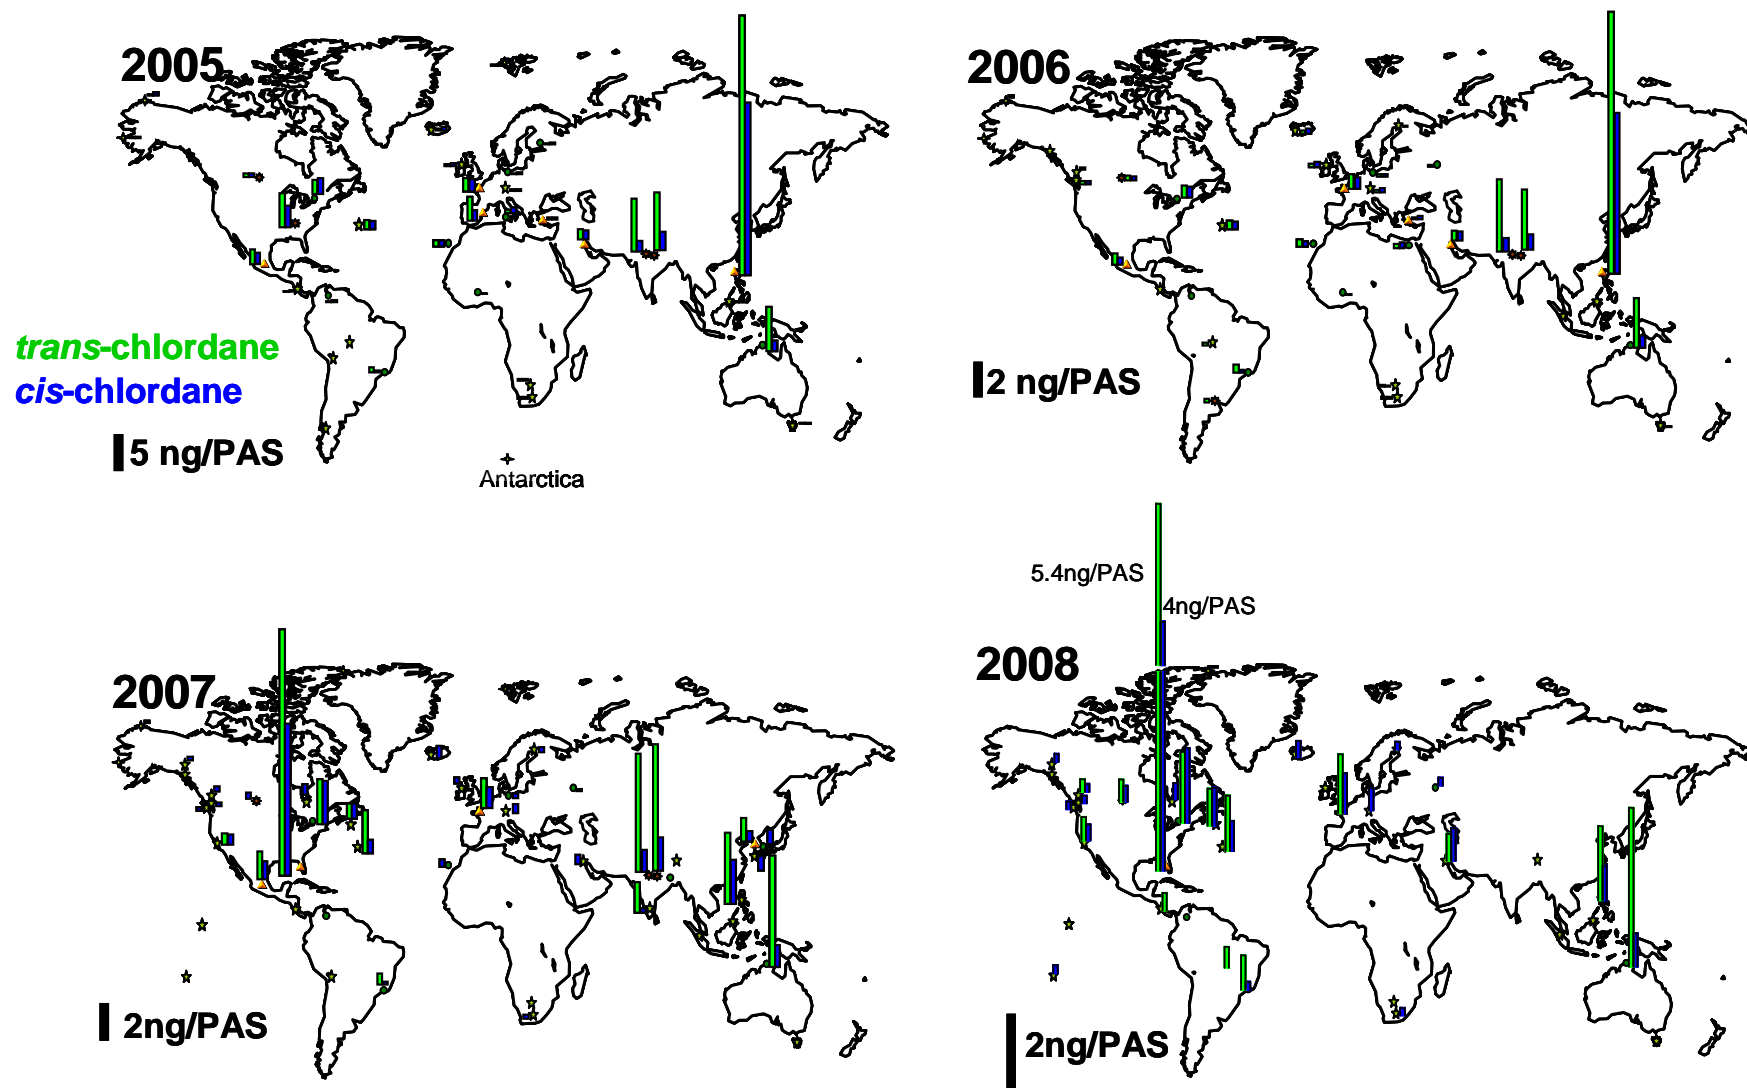 2005
2006
trans-chlordane
cis-chlordane
5 ng/PAS
2 ng/PAS
Antarctica
5.4ng/PAS
4ng/PAS
2007
2008
2ng/PAS
2ng/PAS